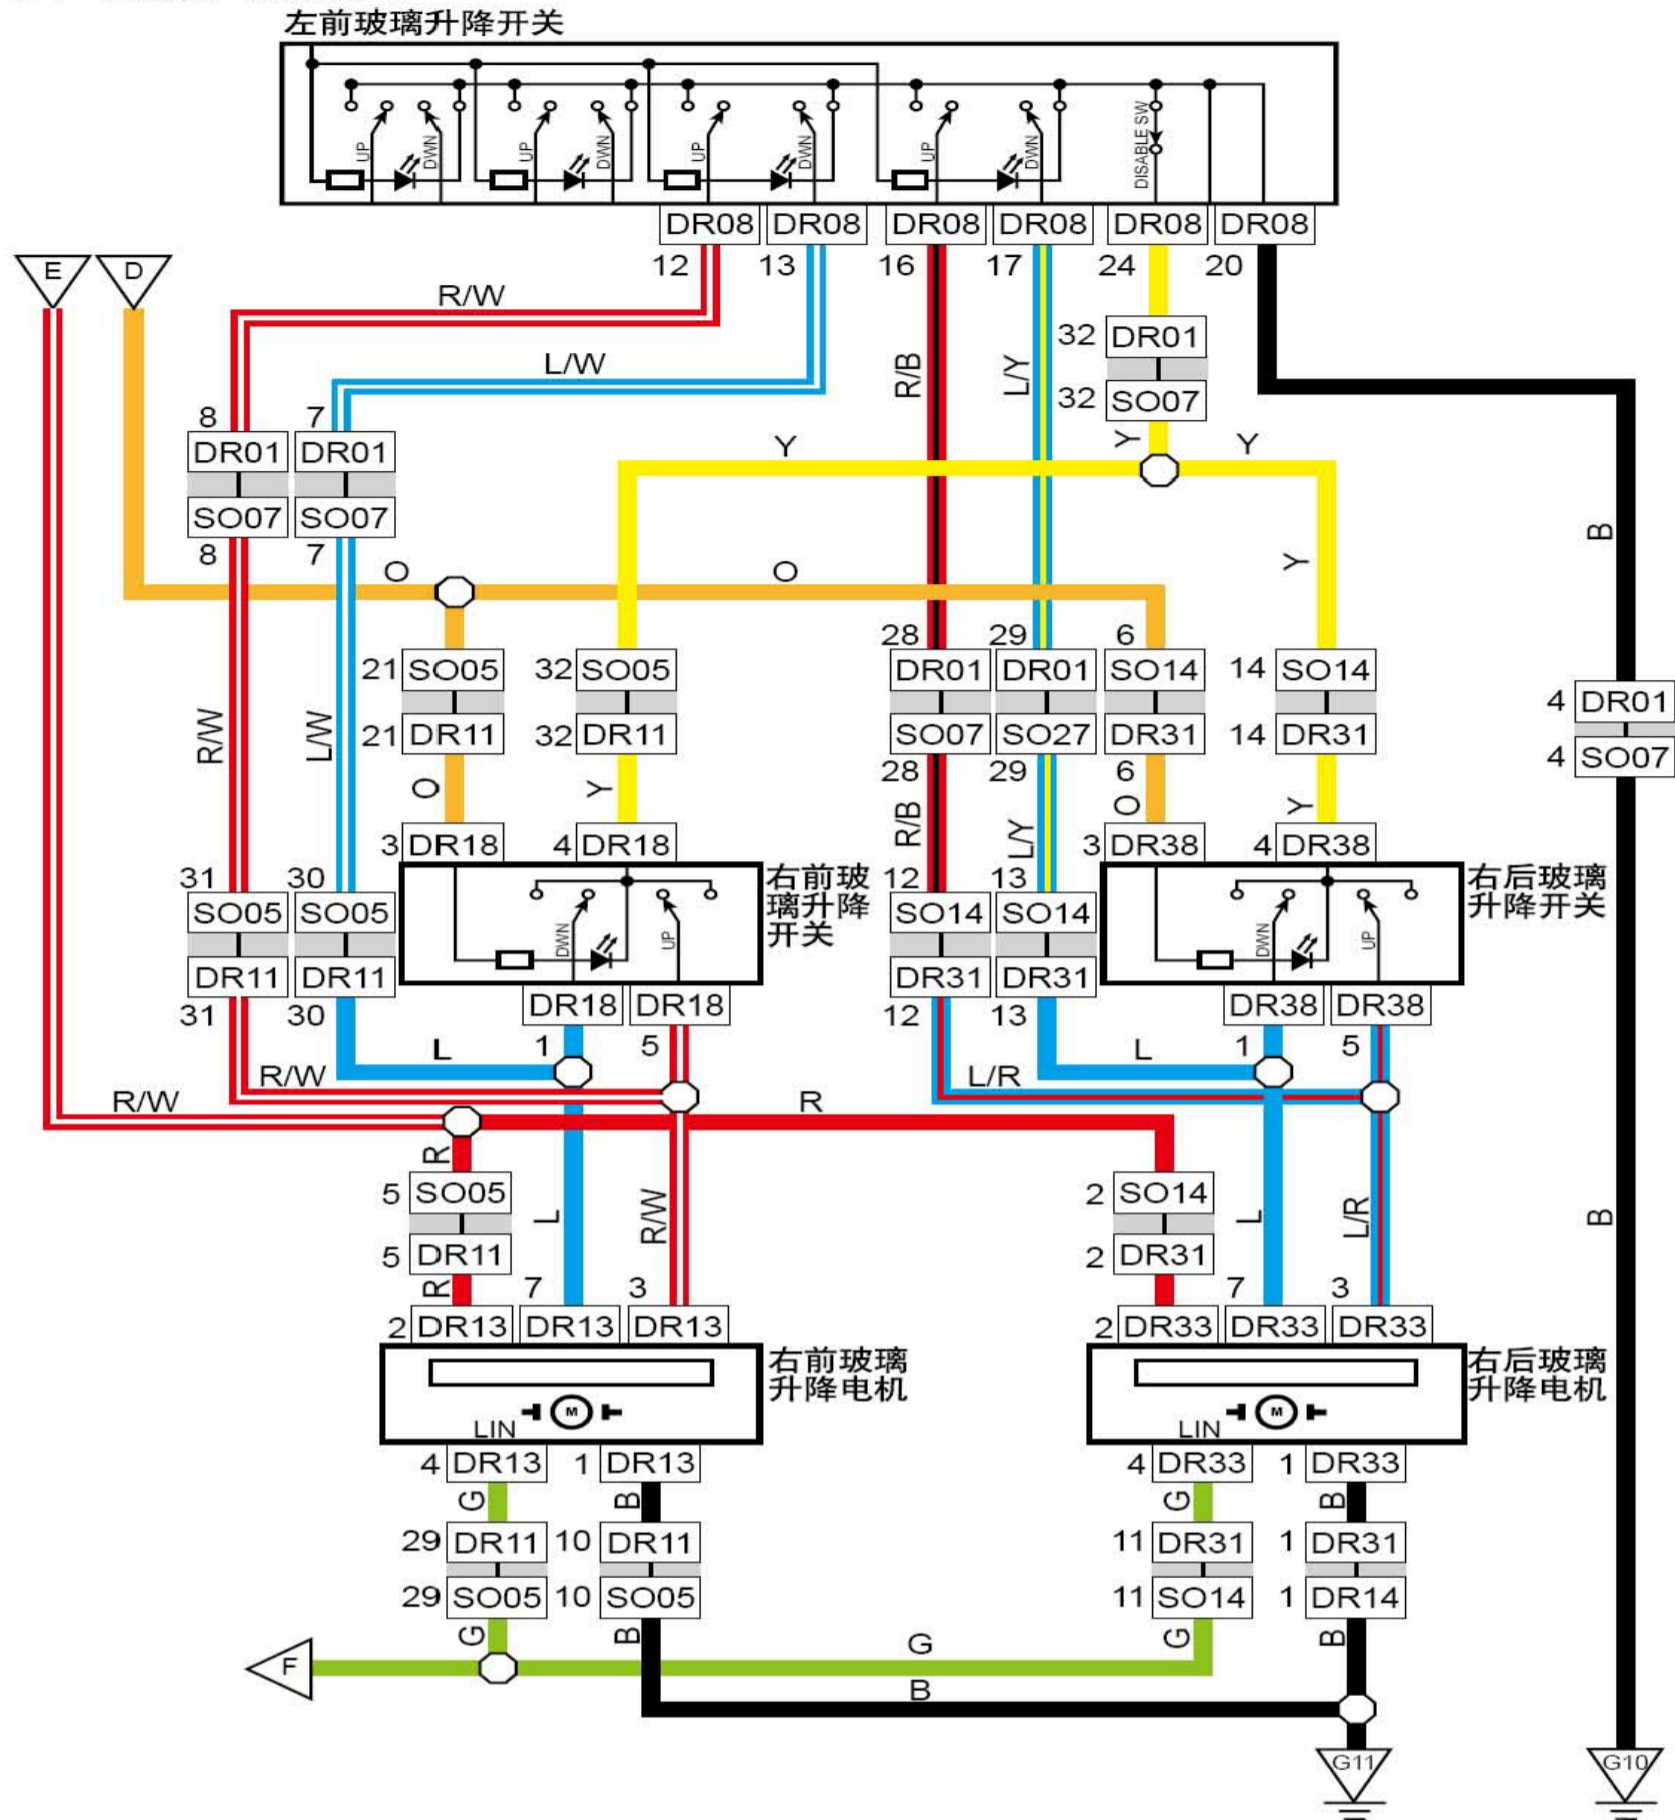 左前玻璃升降开关
UP DWN UP DWN UP DWN UP DWN DISABLE SW
DR08 DR08 DR08 DR08 DR08 DR08
12 13 16 17 24 20
E D
R/W
L/W
R/B L/Y
32 DR01
32 SO07
8 7
DR01 DR01
SO07 SO07
8 7
Y Y Y
B
O O
Y
28 29 6
21 SO05 32 SO05 DR01 DR01 SO14 14 SO14
21 DR11 32 DR11 SO07 SO27 DR31 14 DR31
28 29 6
4 DR01
4 SO07
R/W L/W O Y R/B L/Y O Y
3 DR18 4 DR18 3 DR38 4 DR38
31 30 12 13
SO05 SO05 SO14 SO14
DR11 DR11 DR31 DR31
31 30 12 13
右前玻
璃升降
开关
DWN UP
右后玻璃
升降开关
DWN UP
DR18 DR18 DR38 DR38
L 1 5 L 1 5
R/W L/R
R/W R
R
5 SO05 2 SO14
5 DR11 2 DR31
L R/W L L/R
B
R 7 3 7 3
2 DR13 DR13 DR13 2 DR33 DR33 DR33
右前玻璃
升降电机
M
LIN
右后玻璃
升降电机
M
LIN
4 DR13 1 DR13 4 DR33 1 DR33
G B G B
29 DR11 10 DR11 11 DR31 1 DR31
29 SO05 10 SO05 11 SO14 1 DR14
G B G B
F G
B
G11 G10